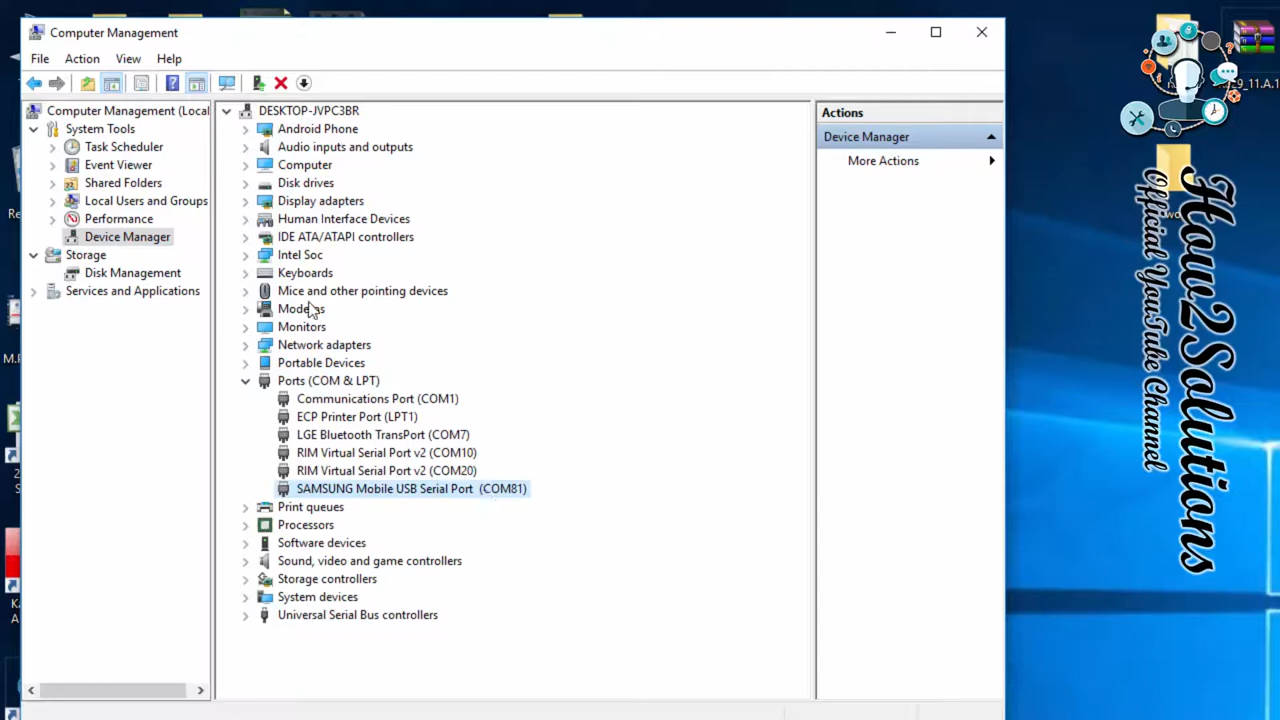 Computer Management
File Action View Help
Computer Management (Local
System Tools
Task Scheduler
Event Viewer
Shared Folders
Local Users and Groups
Performance
Device Manager
Storage
Disk Management
Services and Applications
DESKTOP-JVPC3BR
Android Phone
Audio inputs and outputs
Computer
Disk drives
Display adapters
Human Interface Devices
IDE ATA/ATAPI controllers
Intel Soc
Keyboards
Mice and other pointing devices
Modems
Monitors
Network adapters
Portable Devices
Ports (COM & LPT)
Communications Port (COM1)
ECP Printer Port (LPT1)
LGE Bluetooth TransPort (COM7)
RIM Virtual Serial Port v2 (COM10)
RIM Virtual Serial Port v2 (COM20)
SAMSUNG Mobile USB Serial Port (COM81)
Print queues
Processors
Software devices
Sound, video and game controllers
Storage controllers
System devices
Universal Serial Bus controllers
Actions
Device Manager
More Actions
How2Solutions
Official YouTube Channel